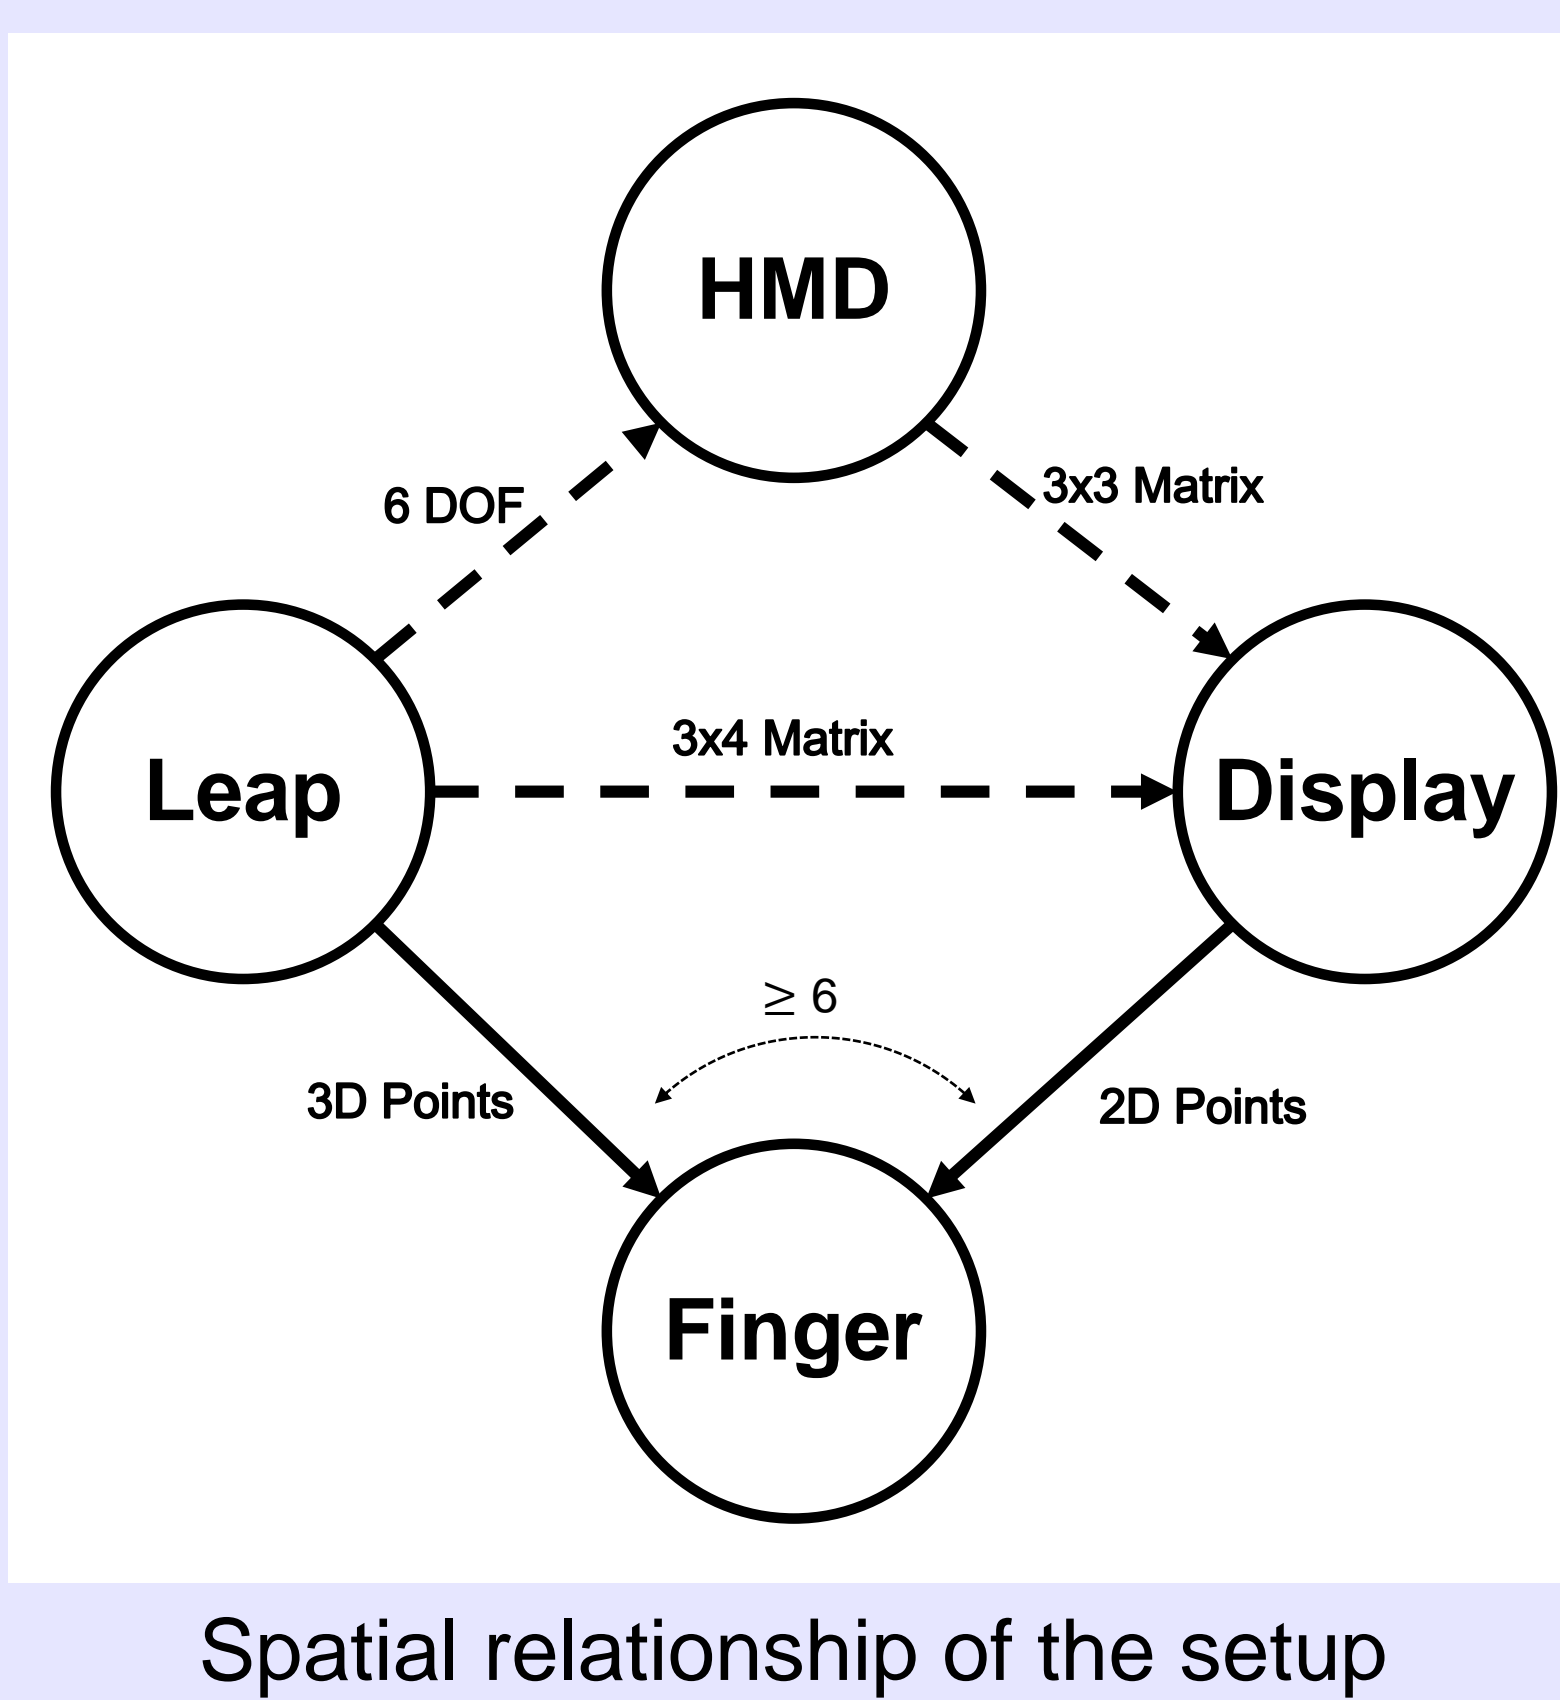 HMD
6 DOF
3x3 Matrix
3x4 Matrix
Leap
Display
≥ 6
3D Points
2D Points
Finger
Spatial relationship of the setup